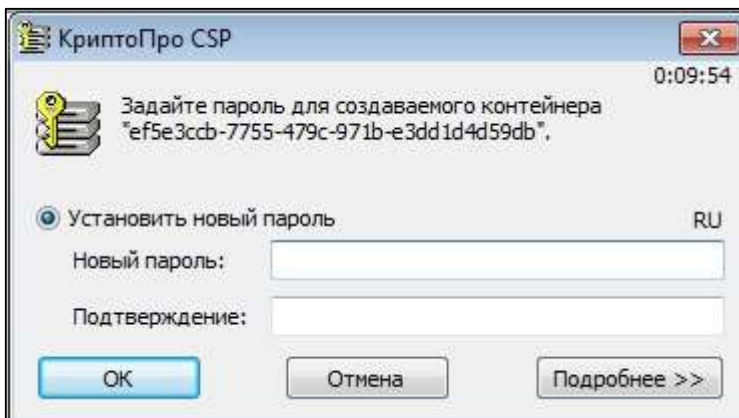 КриптоПро CSP
0:09:54
Задайте пароль для создаваемого контейнера
"ef5e3ccb-7755-479c-971b-e3dd1d4d59db".
Установить новый пароль RU
Новый пароль:
Подтверждение:
ОК Отмена Подробнее >>